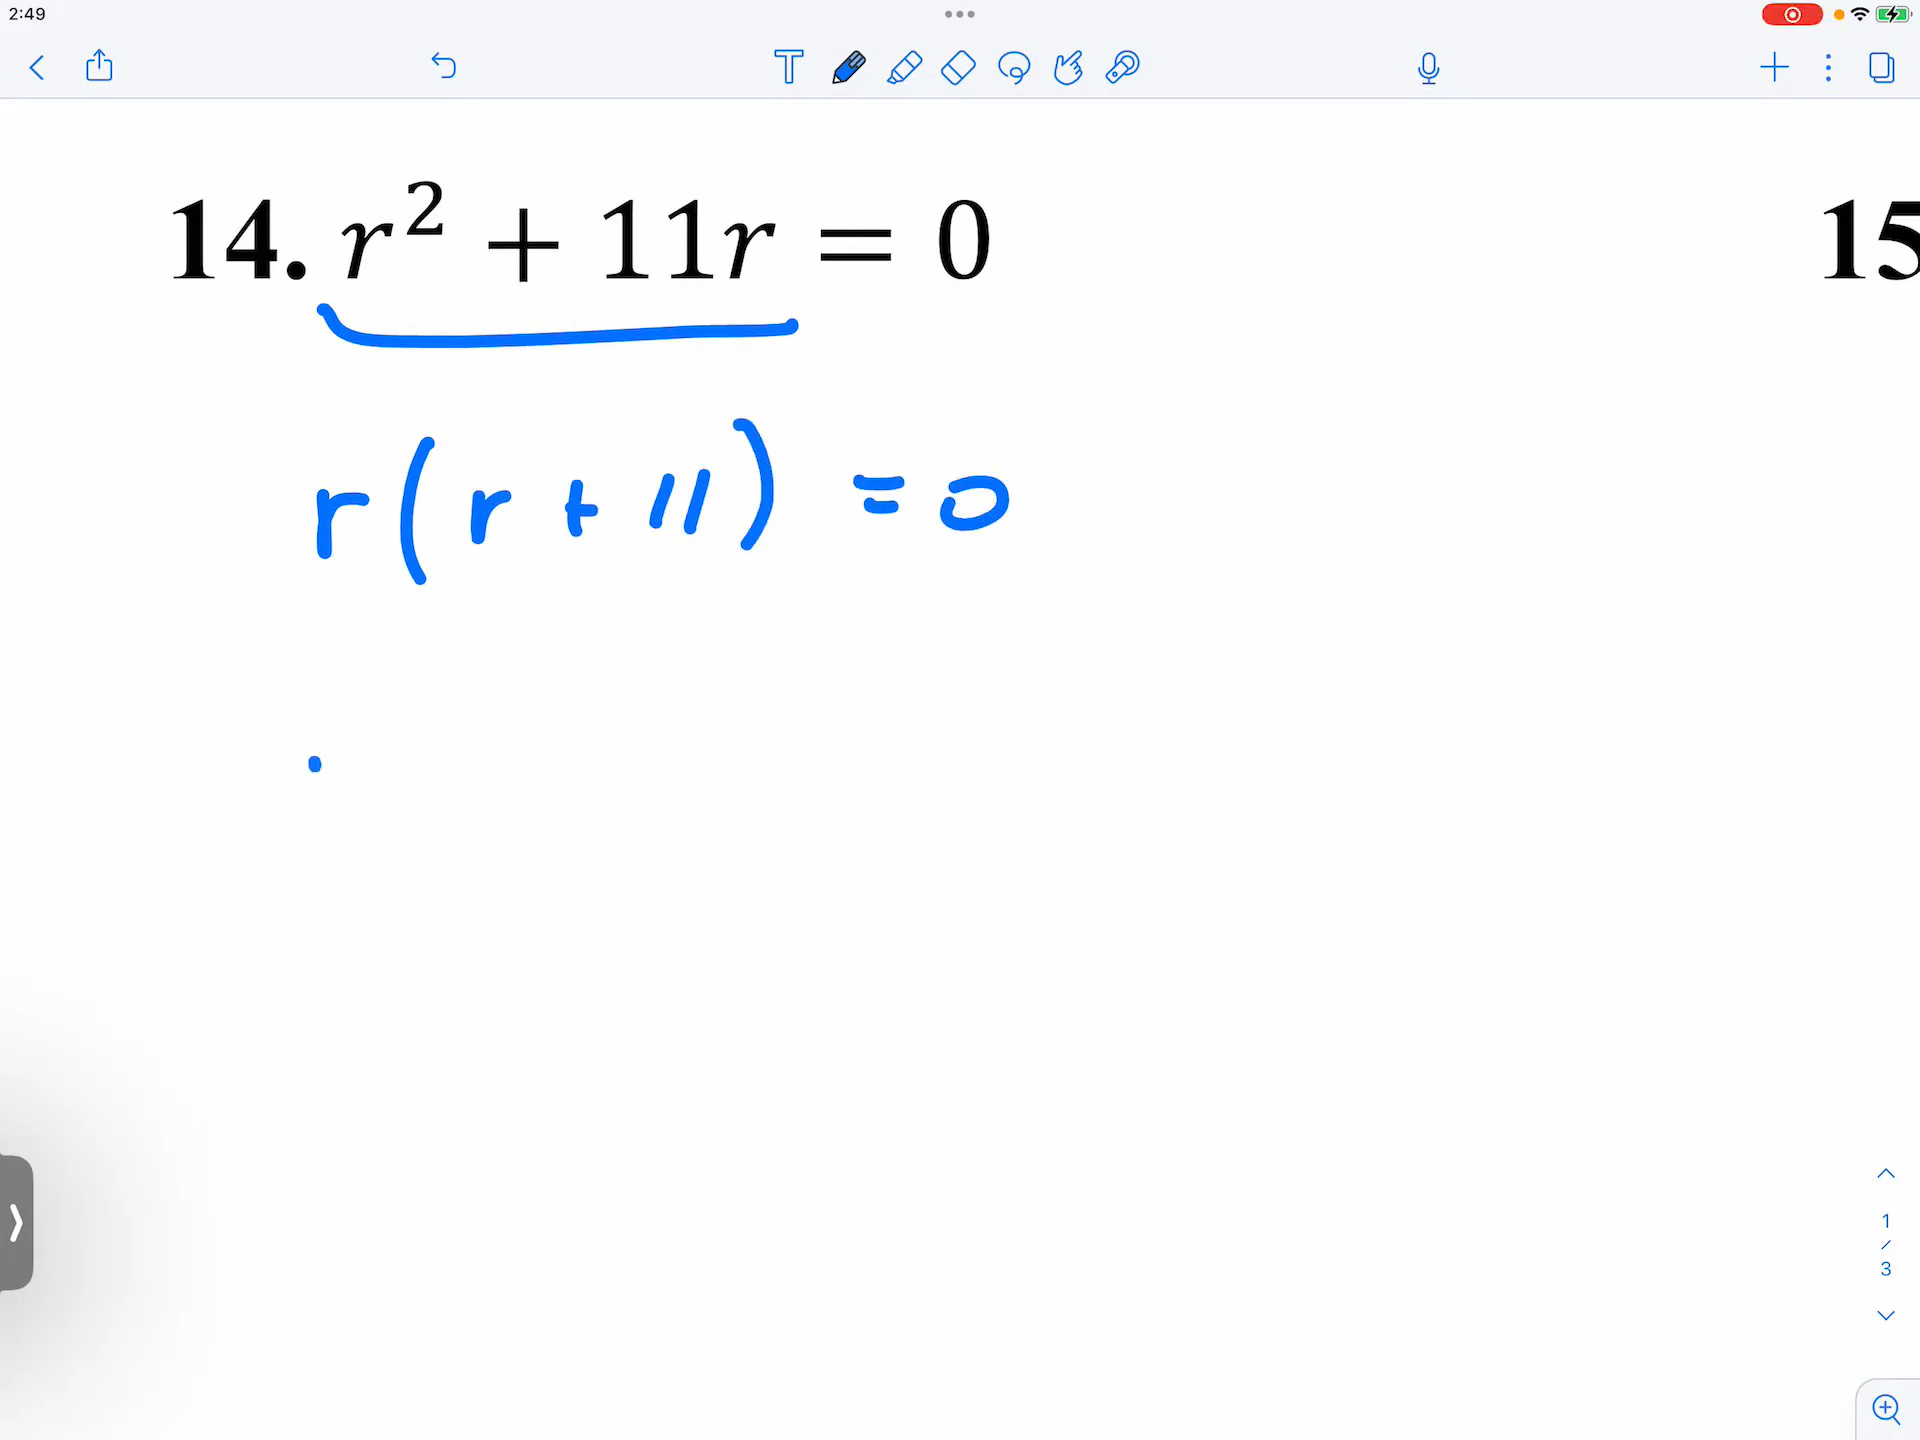 2:49
14. r² + 11r = 0
15
r(r + 11) = 0
1
/
3